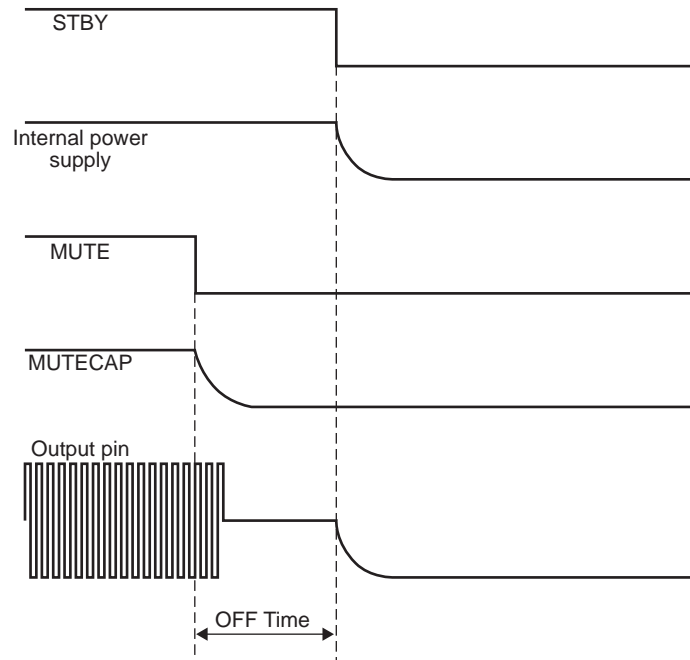 STBY
Internal power
supply
MUTE
MUTECAP
Output pin
OFF Time